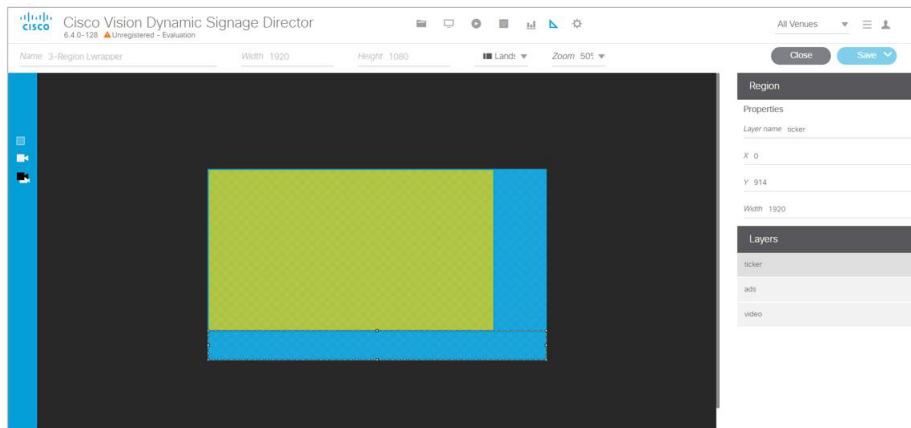 cisco
Cisco Vision Dynamic Signage Director
6.4.0-128 Unregistered - Evaluation
All Venues
Name 3-Region Lwrapper
Width 1920
Height 1080
Land:
Zoom 50%
Close
Save
Region
Properties
Layer name ticker
X 0
Y 914
Width 1920
Layers
ticker
ads
video